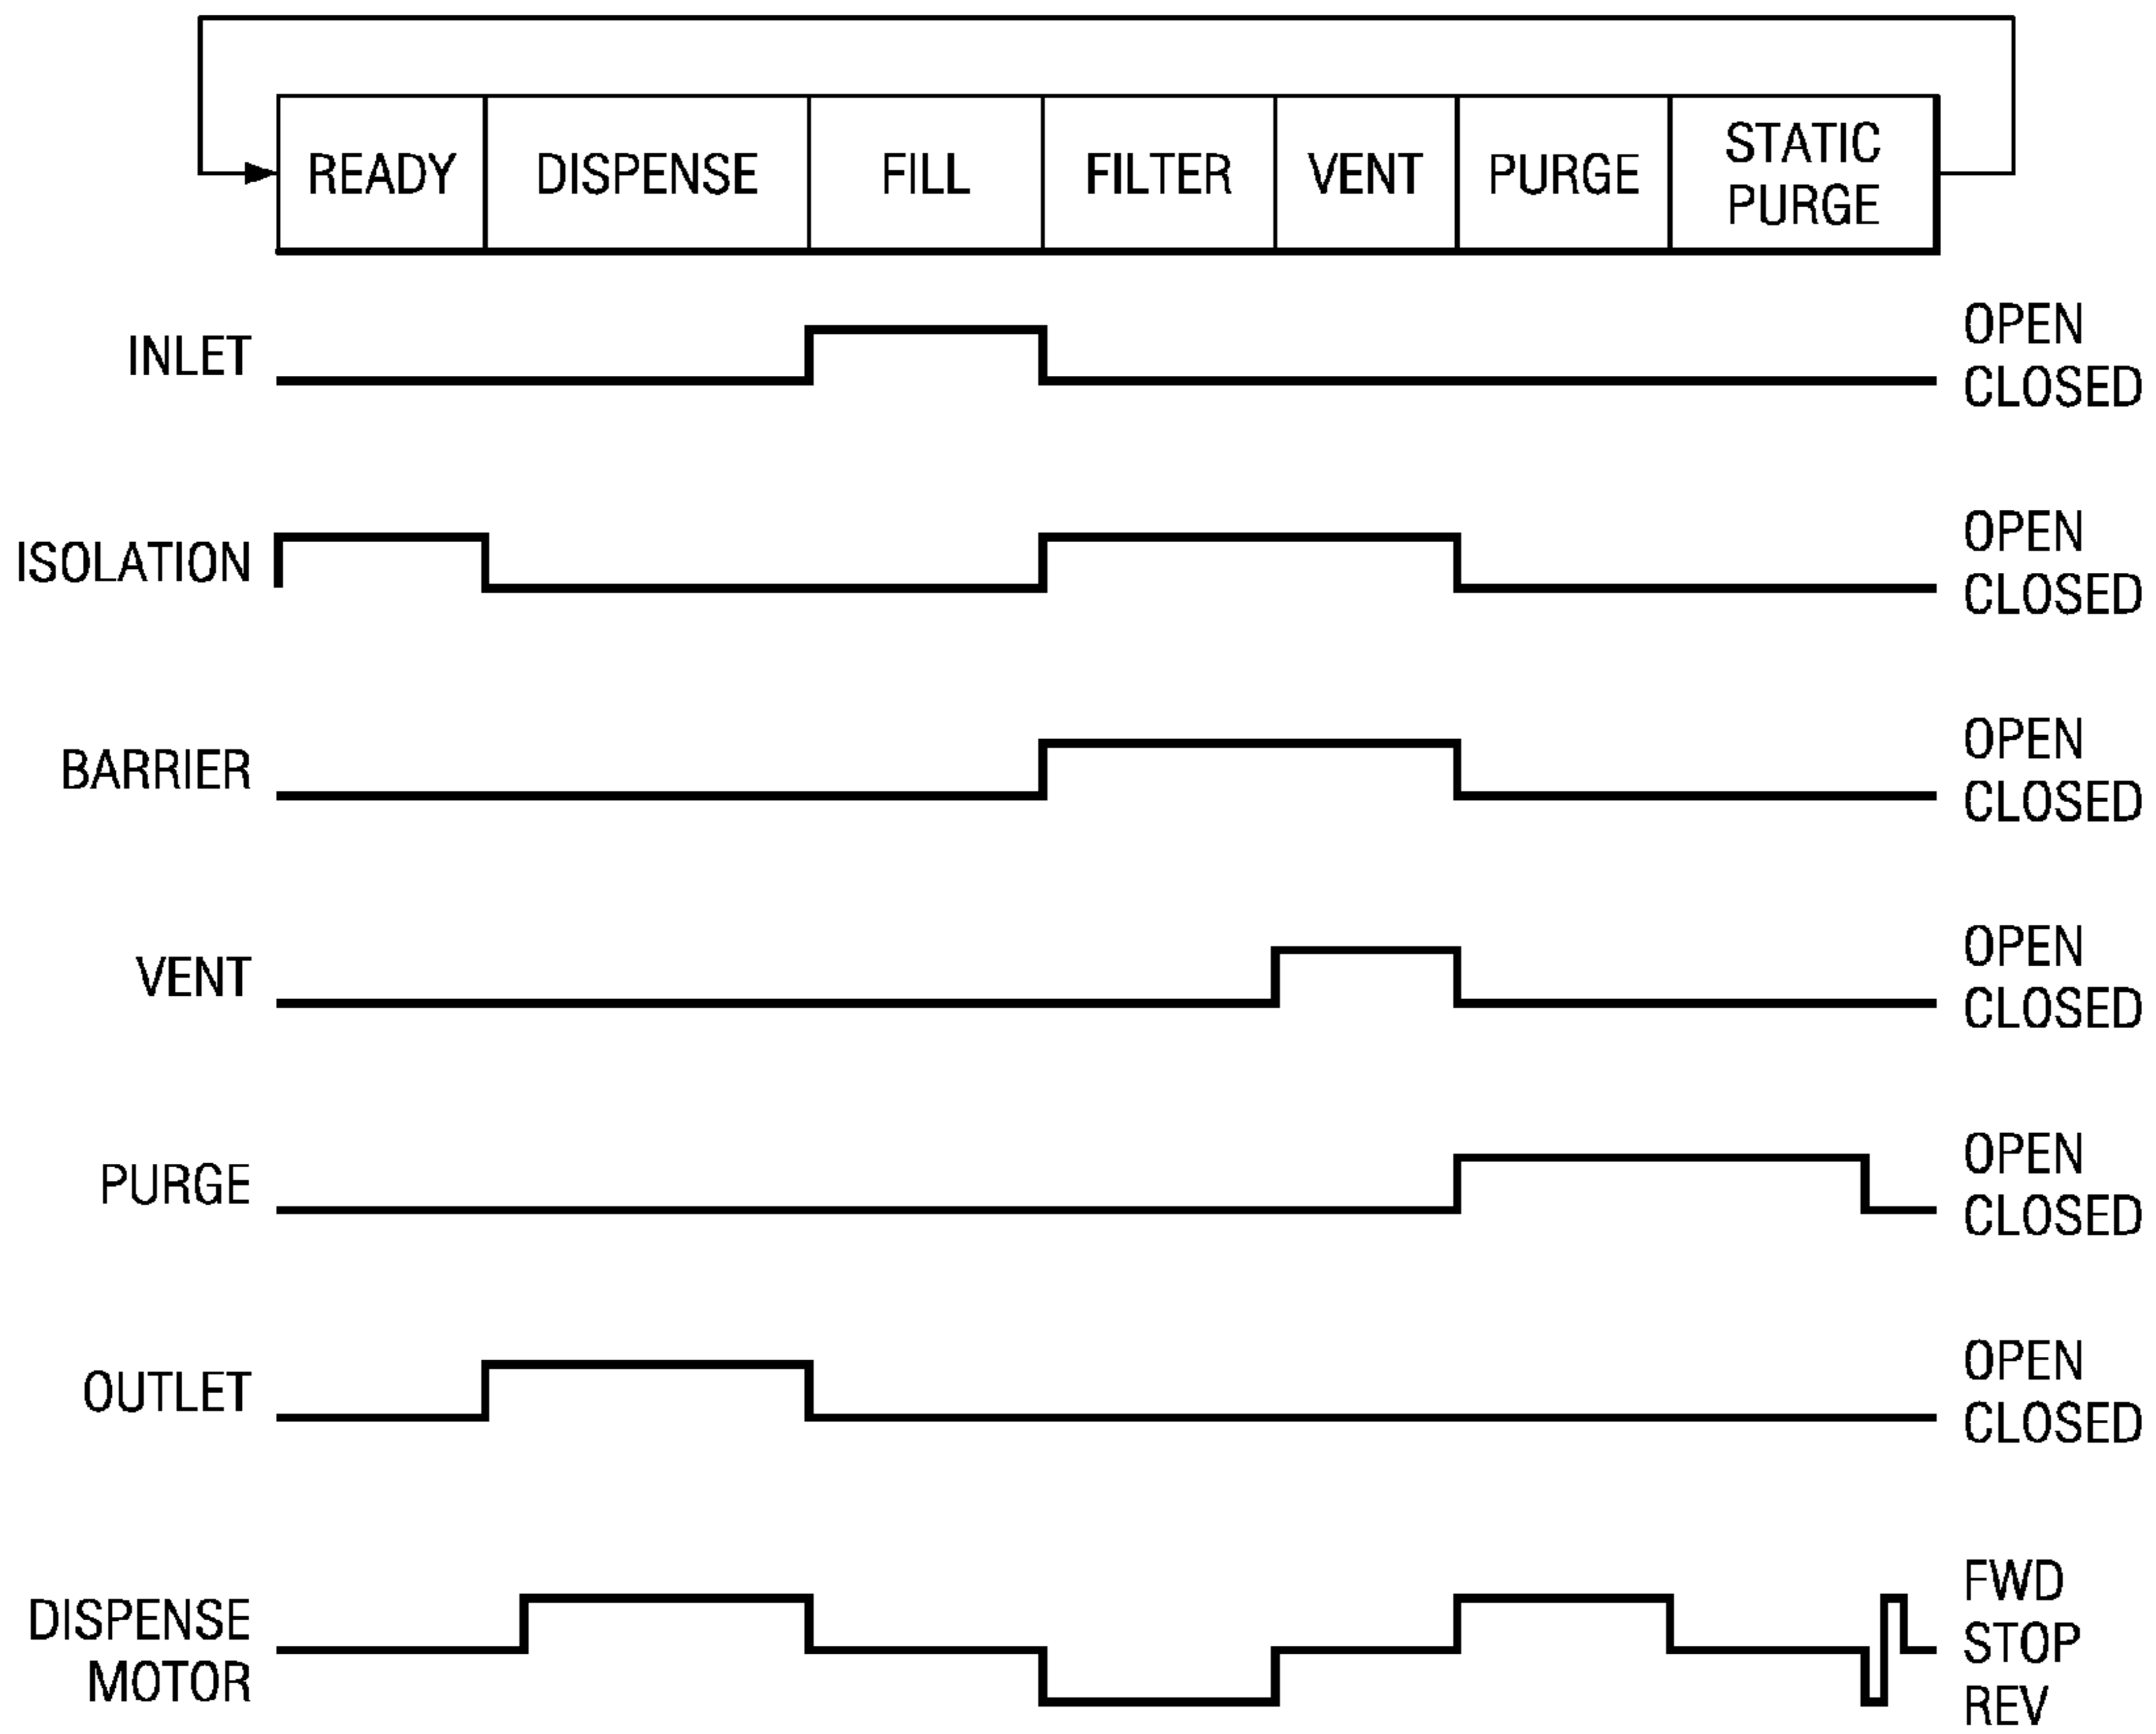 READY DISPENSE FILL FILTER VENT PURGE STATIC
PURGE
OPEN
INLET
CLOSED
OPEN
ISOLATION
CLOSED
OPEN
BARRIER
CLOSED
OPEN
VENT
CLOSED
OPEN
PURGE
CLOSED
OPEN
OUTLET
CLOSED
FWD
DISPENSE
STOP
MOTOR
REV